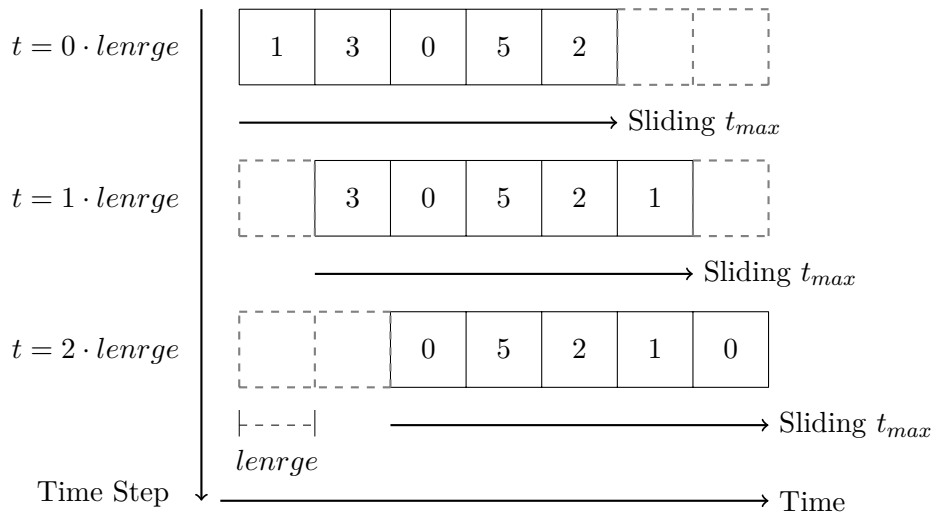 t = 0 · lenrge 1 3 0 5 2
Sliding t_max
t = 1 · lenrge 3 0 5 2 1
Sliding t_max
t = 2 · lenrge 0 5 2 1 0
Sliding t_max
lenrge
Time Step Time